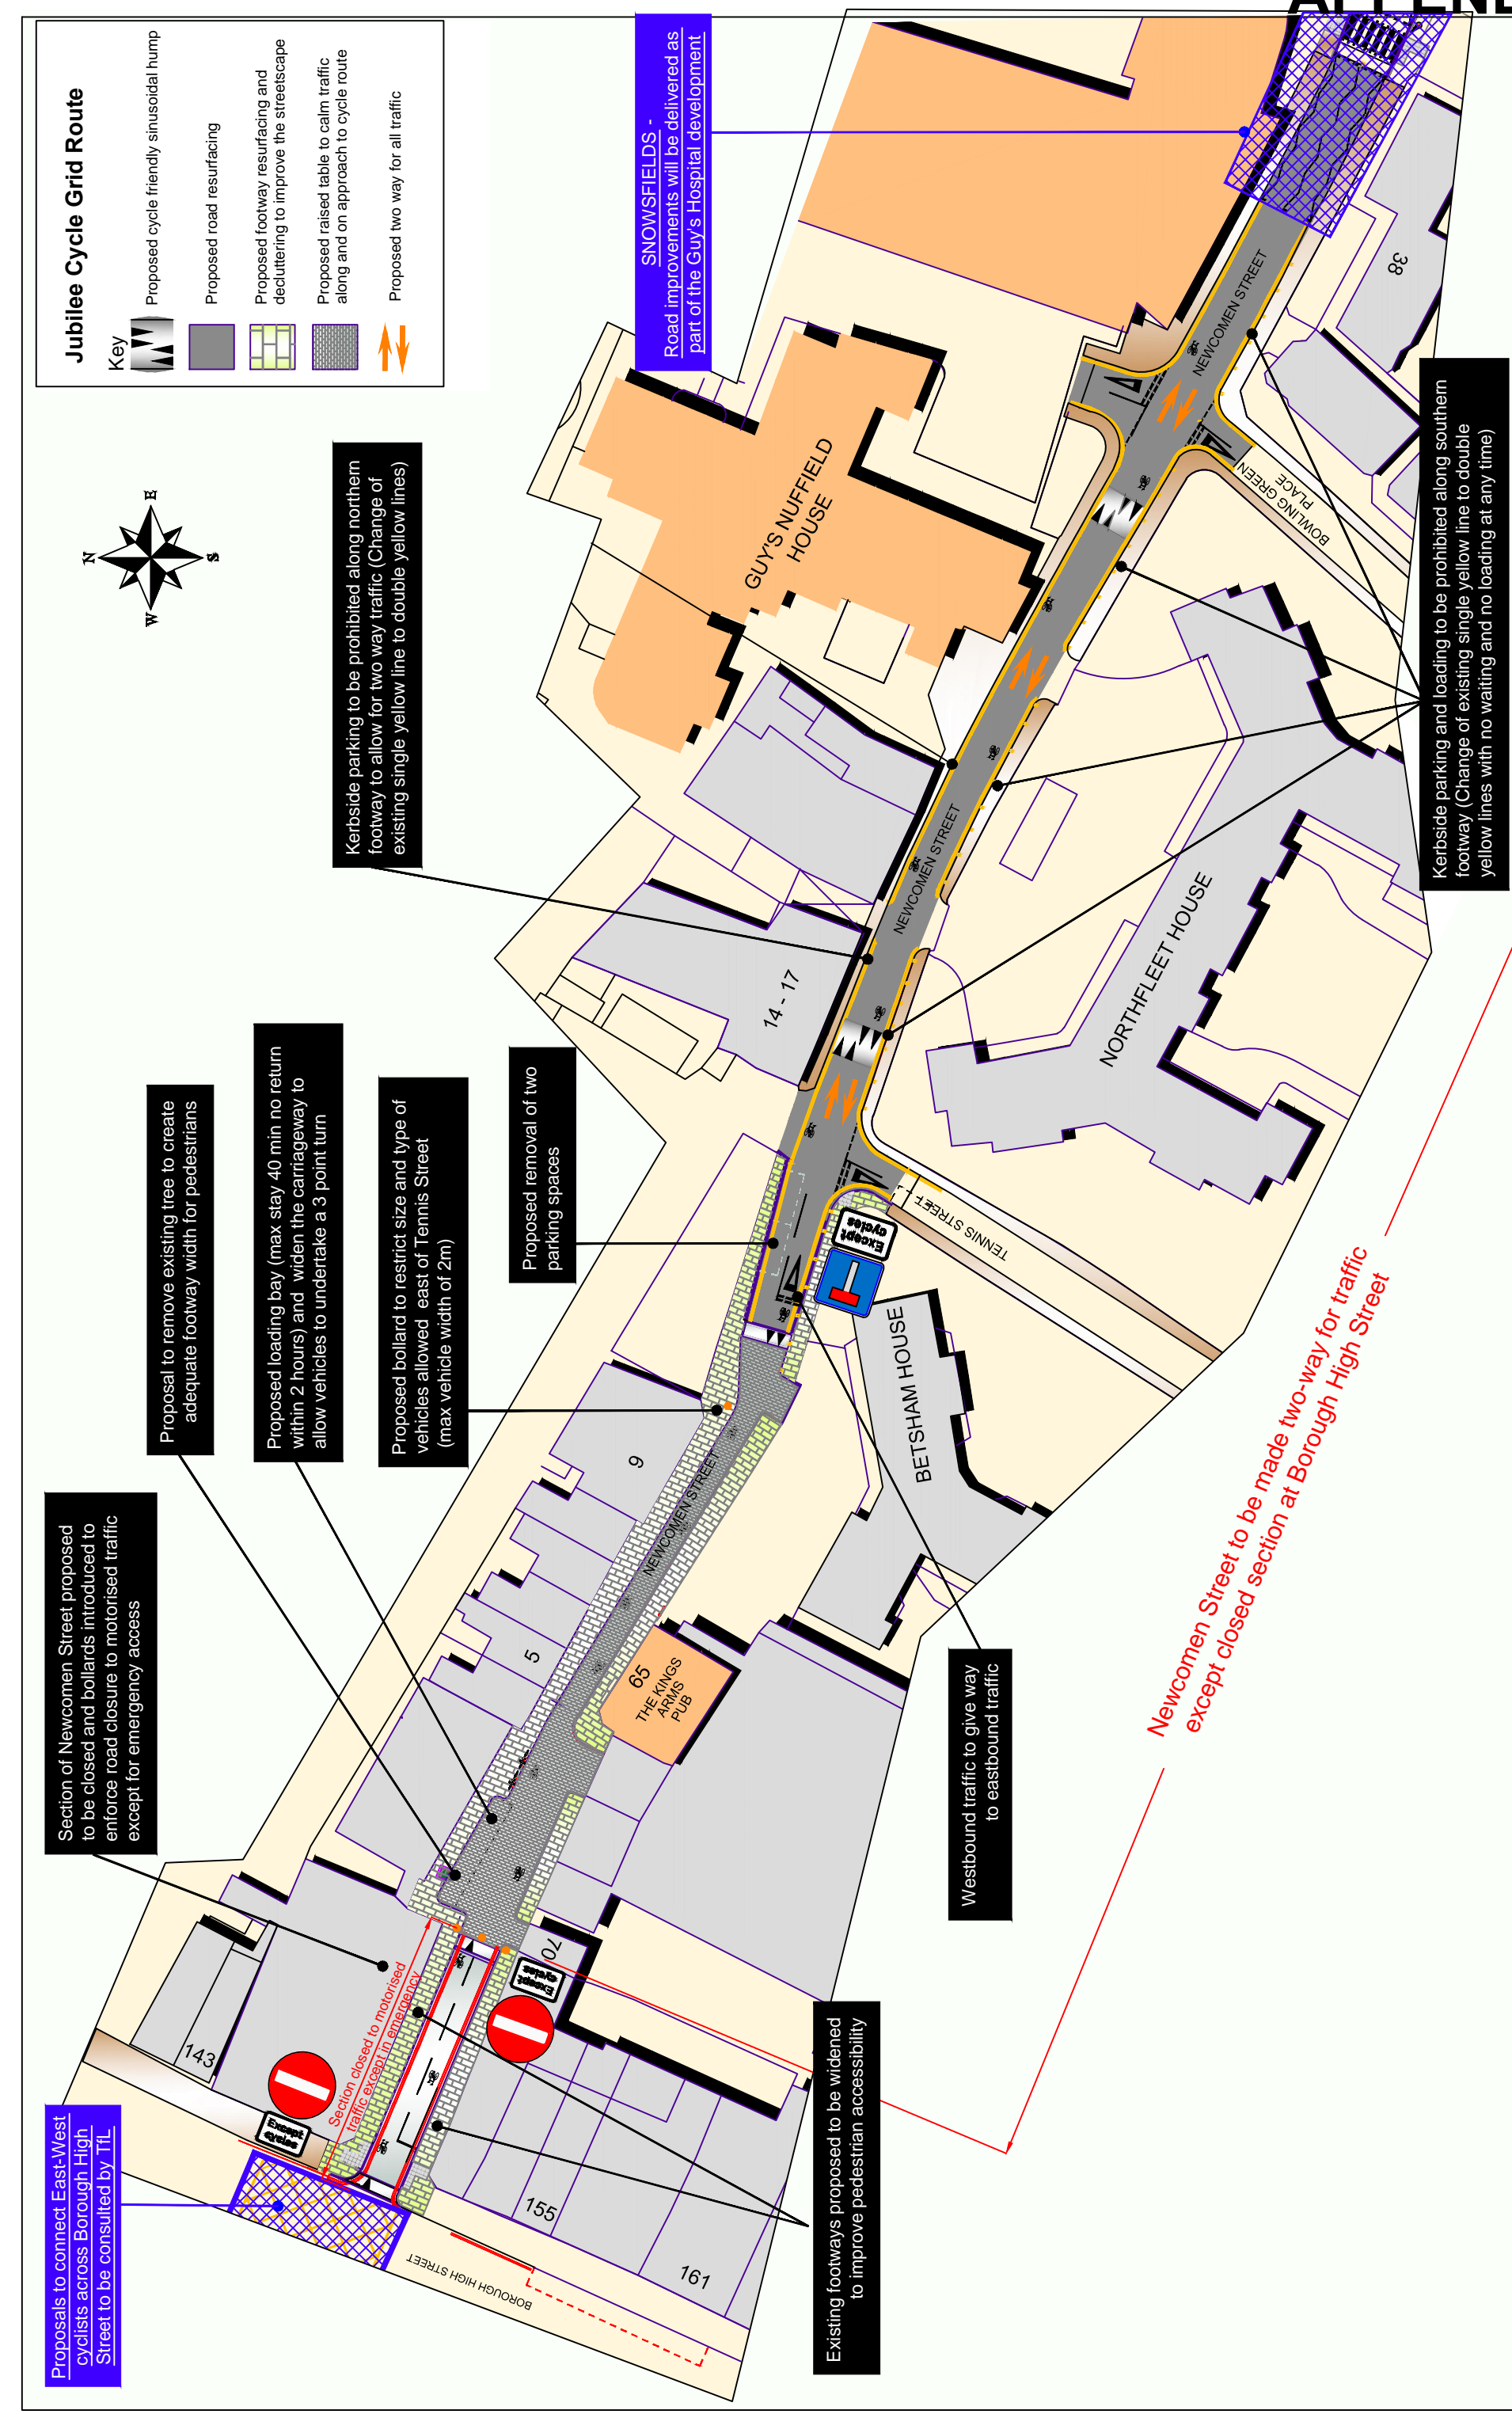 APPEND
Jubilee Cycle Grid Route
Key
Proposed cycle friendly sinusoidal hump
Proposed road resurfacing
Proposed footway resurfacing and
decluttering to improve the streetscape
Proposed raised table to calm traffic
along and on approach to cycle route
Proposed two way for all traffic
N
E
S
W
Proposals to connect East-West
cyclists across Borough High
Street to be consulted by TfL
Section of Newcomen Street proposed
to be closed and bollards introduced to
enforce road closure to motorised traffic
except for emergency access
Proposal to remove existing tree to create
adequate footway width for pedestrians
Proposed loading bay (max stay 40 min no return
within 2 hours) and widen the carriageway to
allow vehicles to undertake a 3 point turn
Proposed bollard to restrict size and type of
vehicles allowed east of Tennis Street
(max vehicle width of 2m)
Proposed removal of two
parking spaces
Kerbside parking to be prohibited along northern
footway to allow for two way traffic (Change of
existing single yellow line to double yellow lines)
SNOWSFIELDS -
Road improvements will be delivered as
part of the Guy's Hospital development
143
Except
cycles
Section closed to motorised
traffic except in emergency
BOROUGH HIGH STREET
155
161
Except
cycles
70
5
9
65
THE KINGS
ARMS
PUB
NEWCOMEN STREET
BETSHAM HOUSE
Except
cycles
TENNIS STREET
14 - 17
NEWCOMEN STREET
NORTHFLEET HOUSE
GUY'S NUFFIELD
HOUSE
BOWLING GREEN
PLACE
NEWCOMEN STREET
38
Existing footways proposed to be widened
to improve pedestrian accessibility
Westbound traffic to give way
to eastbound traffic
Newcomen Street to be made two-way for traffic
except closed section at Borough High Street
Kerbside parking and loading to be prohibited along southern
footway (Change of existing single yellow line to double
yellow lines with no waiting and no loading at any time)